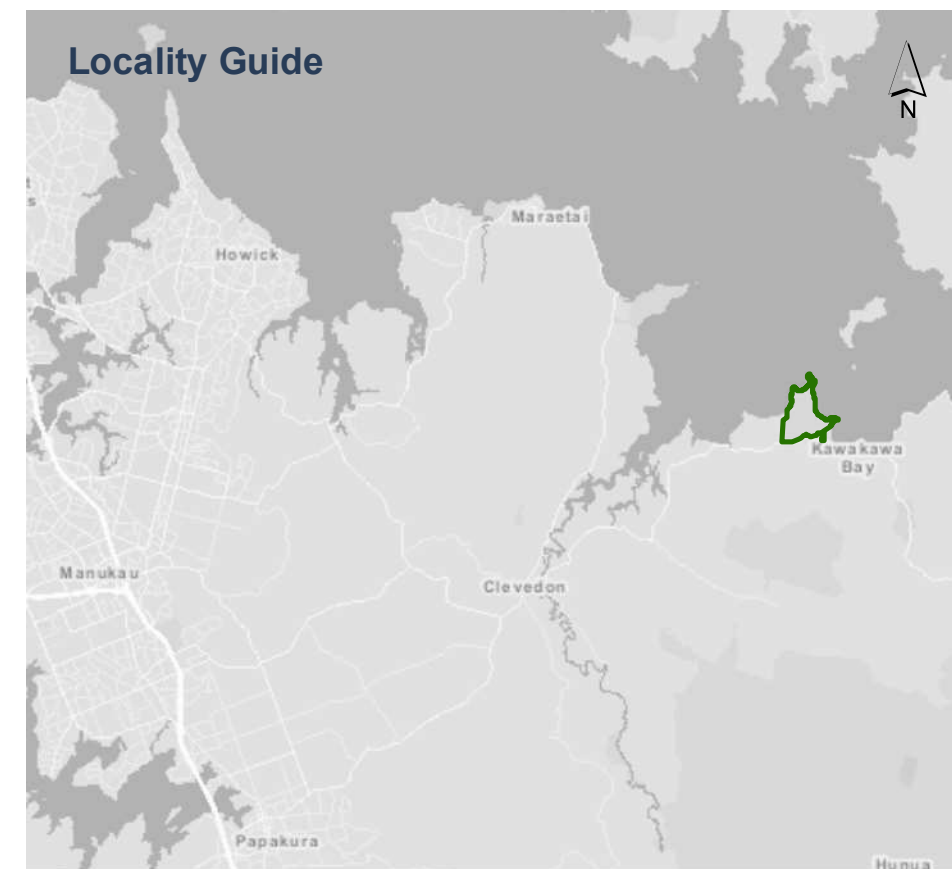 Locality Guide
N
t
s
Maraetai
Howick
Kawakawa
Bay
Manukau
Clevedon
Papakura
Hunua